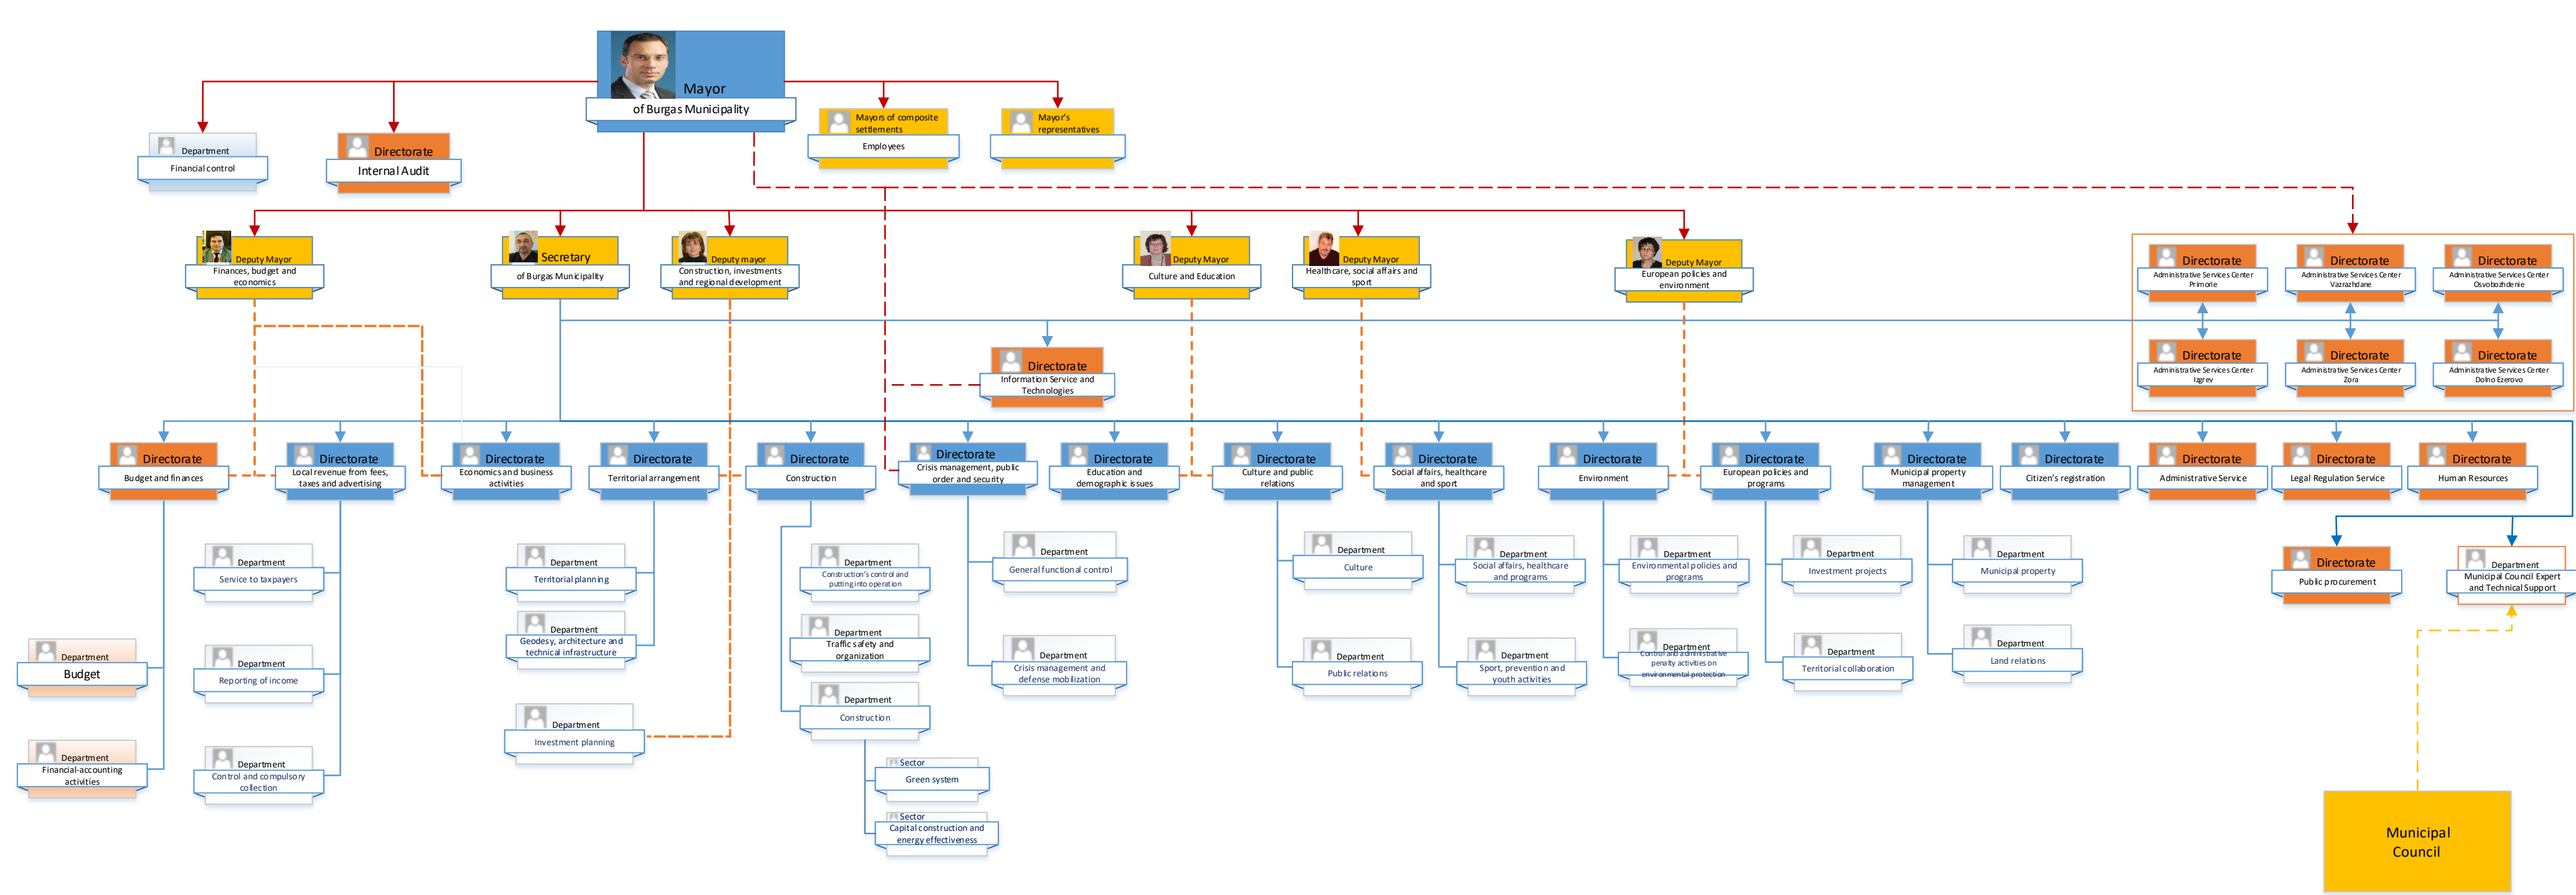 Mayor
of Burgas Municipality
Department
Financial control
Directorate
Internal Audit
Mayors of composite
settlements
Employees
Mayor's
representatives
Deputy Mayor
Finances, budget and
economics
Secretary
of Burgas Municipality
Deputy mayor
Construction, investments
and regional development
Deputy Mayor
Culture and Education
Deputy Mayor
Healthcare, social affairs and
sport
Deputy Mayor
European policies and
environment
Directorate
Administrative Services Center
Primorie
Directorate
Administrative Services Center
Vazrazhdane
Directorate
Administrative Services Center
Osvobozhdenie
Directorate
Administrative Services Center
Izgrev
Directorate
Administrative Services Center
Zora
Directorate
Administrative Services Center
Dolno Ezerovo
Directorate
Information Service and
Technologies
Directorate
Budget and finances
Directorate
Local revenue from fees,
taxes and advertising
Directorate
Economics and business
activities
Directorate
Territorial arrangement
Directorate
Construction
Directorate
Crisis management, public
order and security
Directorate
Education and
demographic issues
Directorate
Culture and public
relations
Directorate
Social affairs, healthcare
and sport
Directorate
Environment
Directorate
European policies and
programs
Directorate
Municipal property
management
Directorate
Citizen's registration
Directorate
Administrative Service
Directorate
Legal Regulation Service
Directorate
Human Resources
Department
Service to taxpayers
Department
Territorial planning
Department
Construction's control and
putting into operation
Department
General functional control
Department
Culture
Department
Social affairs, healthcare
and programs
Department
Environmental policies and
programs
Department
Investment projects
Department
Municipal property
Directorate
Public procurement
Department
Municipal Council Expert
and Technical Support
Department
Geodesy, architecture and
technical infrastructure
Department
Traffic safety and
organization
Department
Budget
Department
Reporting of income
Department
Crisis management and
defense mobilization
Department
Public relations
Department
Sport, prevention and
youth activities
Department
Control and administrative
penalty activities on
environmental protection
Department
Territorial collaboration
Department
Land relations
Department
Investment planning
Department
Construction
Department
Financial-accounting
activities
Department
Control and compulsory
collection
Sector
Green system
Sector
Capital construction and
energy effectiveness
Municipal
Council